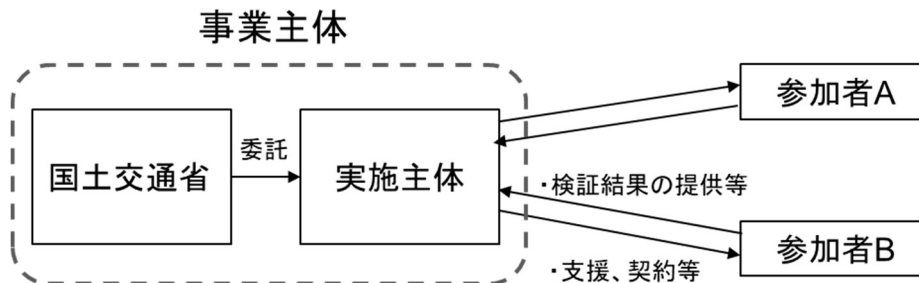 事業主体
参加者A
国土交通省
委託
実施主体
・検証結果の提供等
参加者B
・支援、契約等